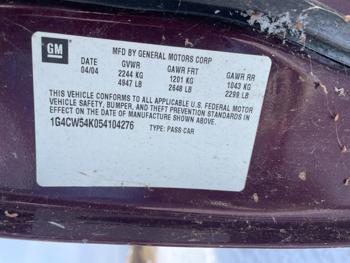 GM
MFD BY GENERAL MOTORS CORP
DATE GVWR GAWR FRT GAWR RR
04/04 2244 KG 1201 KG 1043 KG
4947 LB 2648 LB 2299 LB
THIS VEHICLE CONFORMS TO ALL APPLICABLE U.S. FEDERAL MOTOR
VEHICLE SAFETY, BUMPER, AND THEFT PREVENTION STANDARDS IN
EFFECT ON THE DATE OF MANUFACTURE SHOWN ABOVE.
1G4CW54K054104276 TYPE: PASS-CAR